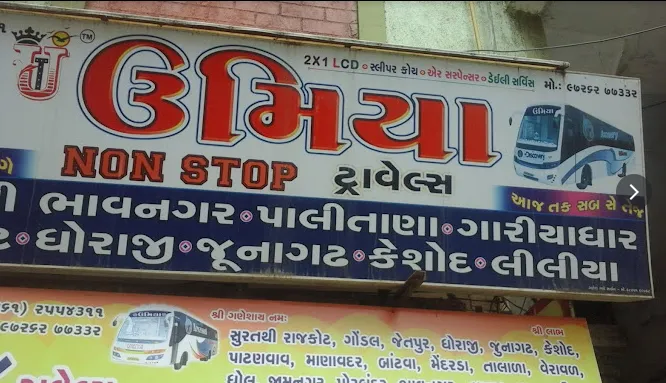 TM
ઉમિયા
2X1 LCD • સ્લીપર કોચ • એર સસ્પેન્સર • ડેઈલી સર્વિસ
મો.: ૯૭૨૬૨ ૭૭૩૩૨
NON STOP ટ્રાવેલ્સ
આજ તક સબ સે તેજ
ભાવનગર • પાલીતાણા • ગારીયાધાર
ધોરાજી • જૂનાગઢ • કેશોદ • લીલીયા
૨૫૫૪૩૧૧
૯૭૨૬૨ ૭૭૩૩૨
શ્રી ગણેશાય નમઃ
શ્રી લાભ
સુરતથી રાજકોટ, ગોંડલ, જેતપુર, ધોરાજી, જુનાગઢ, કેશોદ,
પાટણવાવ, માણાવદર, બાંટવા, મેંદરડા, તાલાળા, વેરાવળ,